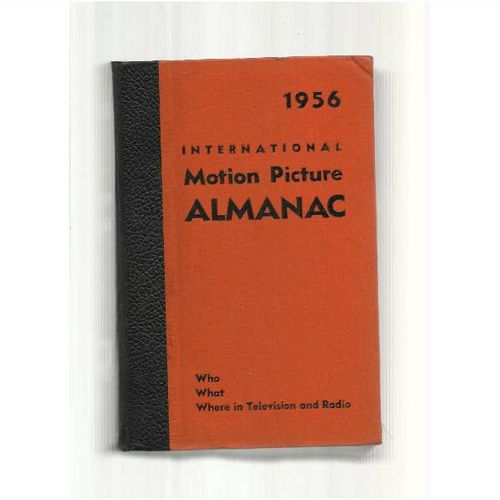 1956
INTERNATIONAL
Motion Picture
ALMANAC
Who
What
Where in Television and Radio